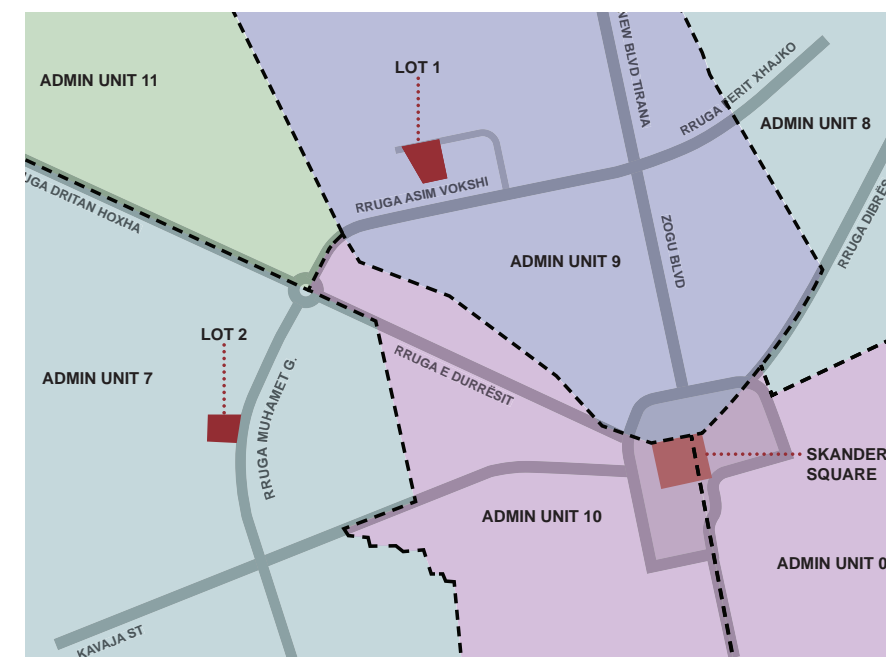 ADMIN UNIT 11
LOT 1
NEW BLVD TIRANA
RRUGA FERIT XHAJKO
ADMIN UNIT 8
RRUGA DRITAN HOXHA
RRUGA ASIM VOKSHI
ZOGU BLVD
RRUGA DIBRËS
ADMIN UNIT 9
LOT 2
ADMIN UNIT 7
RRUGA E DURRËSIT
RRUGA MUHAMET G.
SKANDER
SQUARE
ADMIN UNIT 10
ADMIN UNIT 0
KAVAJA ST